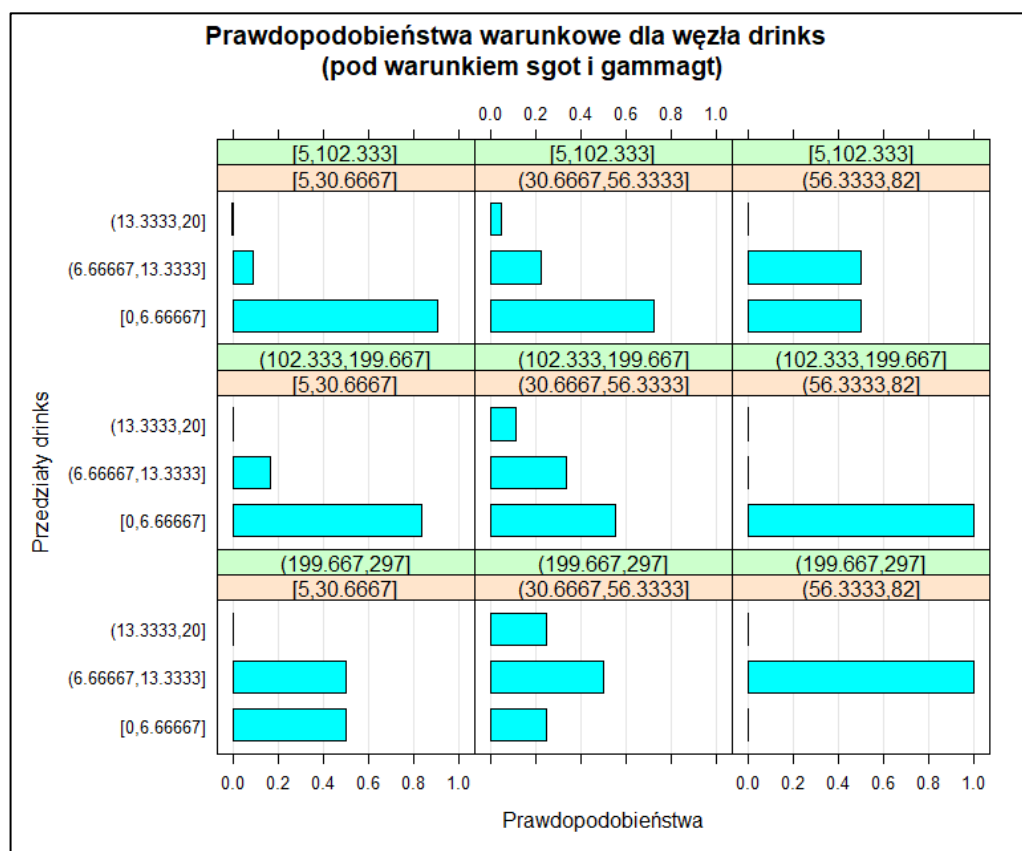 Prawdopodobieństwa warunkowe dla węzła drinks
(pod warunkiem sgot i gammagt)
0.0 0.2 0.4 0.6 0.8 1.0
[5,102.333] [5,102.333] [5,102.333]
[5,30.6667] (30.6667,56.3333] (56.3333,82]
(13.3333,20]
(6.66667,13.3333]
[0,6.66667]
(102.333,199.667] (102.333,199.667] (102.333,199.667]
[5,30.6667] (30.6667,56.3333] (56.3333,82]
(13.3333,20]
(6.66667,13.3333]
[0,6.66667]
(199.667,297] (199.667,297] (199.667,297]
[5,30.6667] (30.6667,56.3333] (56.3333,82]
(13.3333,20]
(6.66667,13.3333]
[0,6.66667]
0.0 0.2 0.4 0.6 0.8 1.0 0.0 0.2 0.4 0.6 0.8 1.0
Przedziały drinks
Prawdopodobieństwa